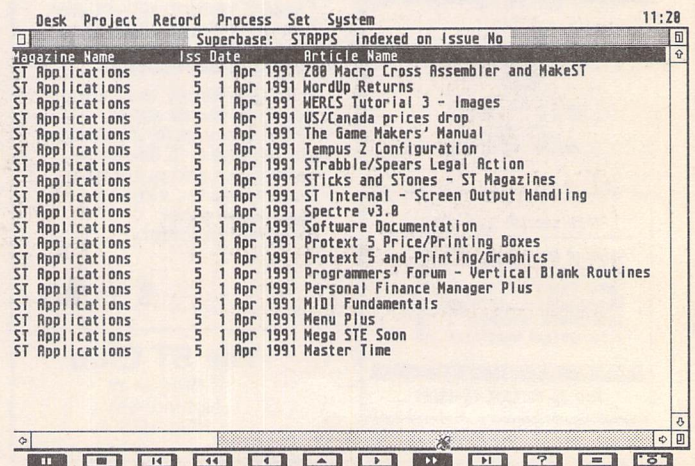 Desk Project Record Process Set System 11:28
Superbase: STAPPS indexed on Issue No
Magazine Name Iss Date Article Name
ST Applications 5 1 Apr 1991 Z80 Macro Cross Assembler and MakeST
ST Applications 5 1 Apr 1991 WordUp Returns
ST Applications 5 1 Apr 1991 WERCS Tutorial 3 - Images
ST Applications 5 1 Apr 1991 US/Canada prices drop
ST Applications 5 1 Apr 1991 The Game Makers' Manual
ST Applications 5 1 Apr 1991 Tempus 2 Configuration
ST Applications 5 1 Apr 1991 STrabble/Spears Legal Action
ST Applications 5 1 Apr 1991 STicks and STones - ST Magazines
ST Applications 5 1 Apr 1991 ST Internal - Screen Output Handling
ST Applications 5 1 Apr 1991 Spectre v3.0
ST Applications 5 1 Apr 1991 Software Documentation
ST Applications 5 1 Apr 1991 Protext 5 Price/Printing Boxes
ST Applications 5 1 Apr 1991 Protext 5 and Printing/Graphics
ST Applications 5 1 Apr 1991 Programmers' Forum - Vertical Blank Routines
ST Applications 5 1 Apr 1991 Personal Finance Manager Plus
ST Applications 5 1 Apr 1991 MIDI Fundamentals
ST Applications 5 1 Apr 1991 Menu Plus
ST Applications 5 1 Apr 1991 Mega STE Soon
ST Applications 5 1 Apr 1991 Master Time